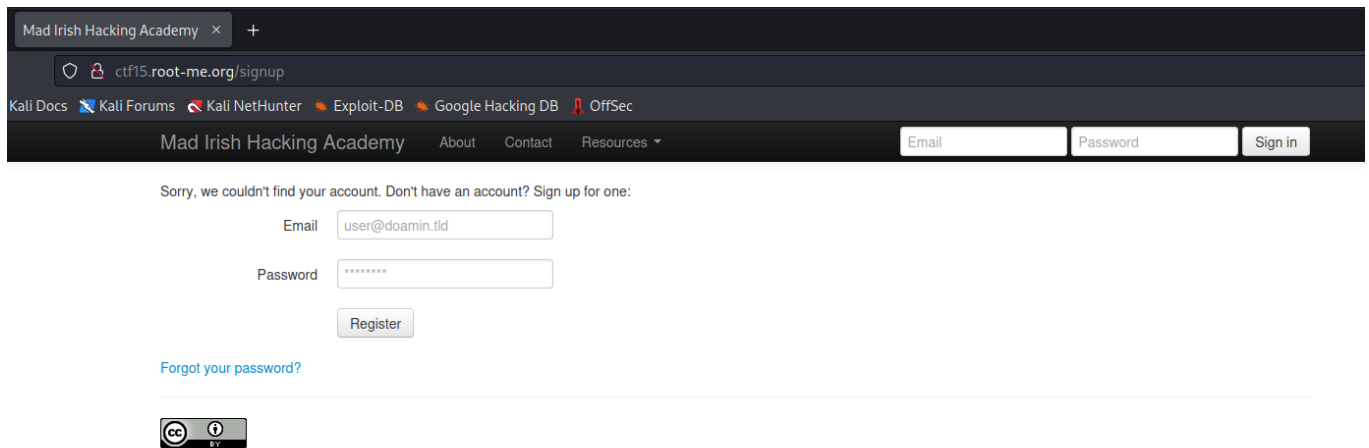 Mad Irish Hacking Academy × +
ctf15.root-me.org/signup
Kali Docs Kali Forums Kali NetHunter Exploit-DB Google Hacking DB OffSec
Mad Irish Hacking Academy About Contact Resources Email Password Sign in
Sorry, we couldn't find your account. Don't have an account? Sign up for one:
Email user@doamin.tld
Password ********
Register
Forgot your password?
cc BY